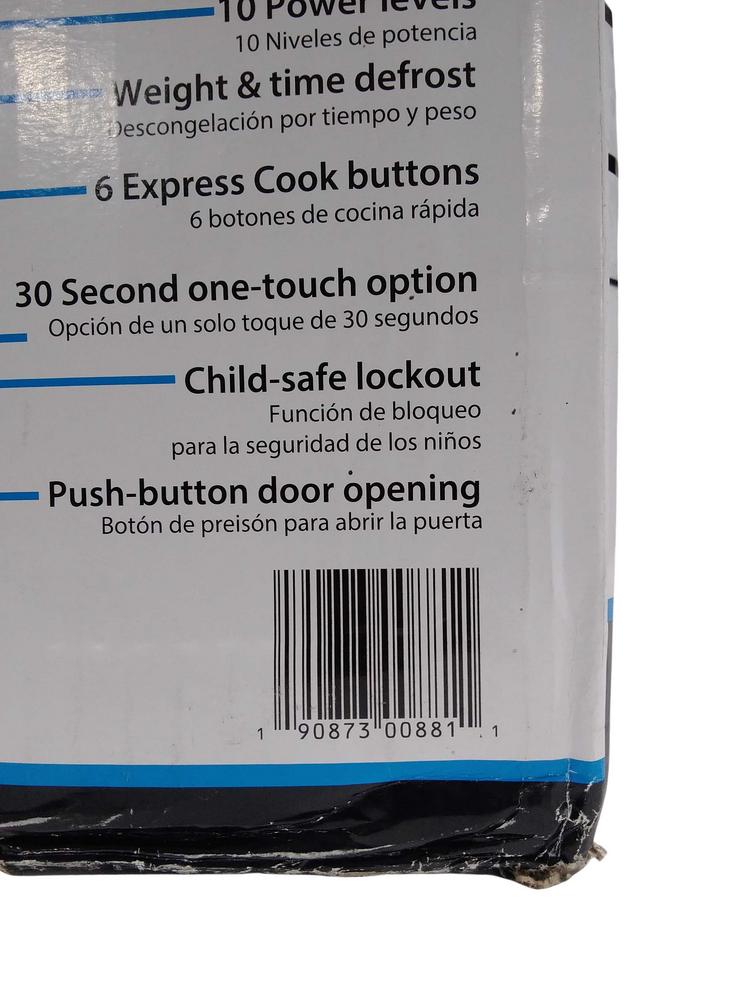 10 Power levels
10 Niveles de potencia
Weight & time defrost
Descongelación por tiempo y peso
6 Express Cook buttons
6 botones de cocina rápida
30 Second one-touch option
Opción de un solo toque de 30 segundos
Child-safe lockout
Función de bloqueo
para la seguridad de los niños
Push-button door opening
Botón de preisón para abrir la puerta
1 90873 00881 1